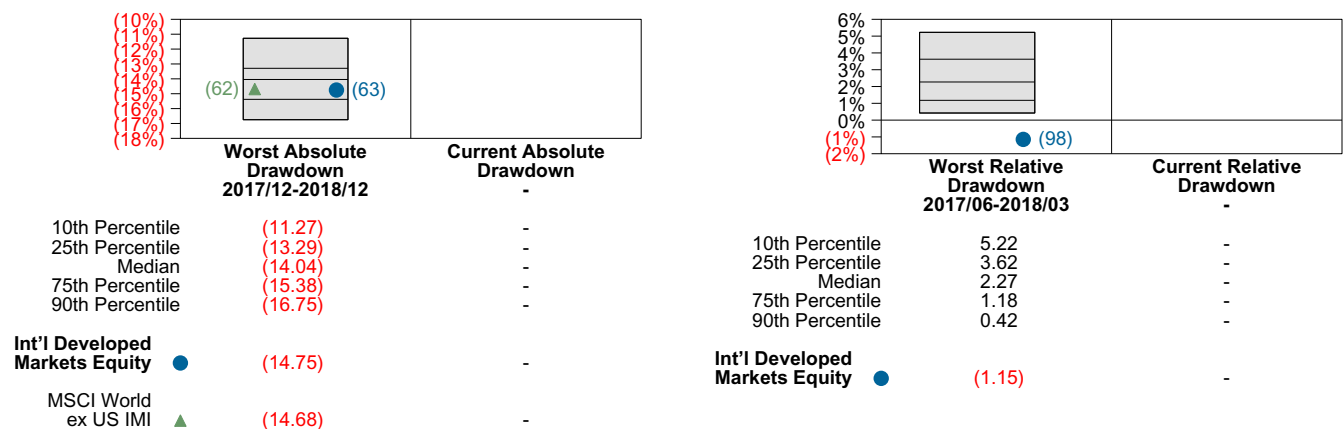 (10%)
(11%)
(12%)
(13%)
(14%)
(15%)
(16%)
(17%)
(18%)
(62)
(63)
Worst Absolute Drawdown 2017/12-2018/12
Current Absolute Drawdown -
10th Percentile (11.27) -
25th Percentile (13.29) -
Median (14.04) -
75th Percentile (15.38) -
90th Percentile (16.75) -
Int'l Developed
Markets Equity (14.75) -
MSCI World
ex US IMI (14.68) -
6%
5%
4%
3%
2%
1%
0%
(1%)
(2%)
(98)
Worst Relative Drawdown 2017/06-2018/03
Current Relative Drawdown -
10th Percentile 5.22 -
25th Percentile 3.62 -
Median 2.27 -
75th Percentile 1.18 -
90th Percentile 0.42 -
Int'l Developed
Markets Equity (1.15) -